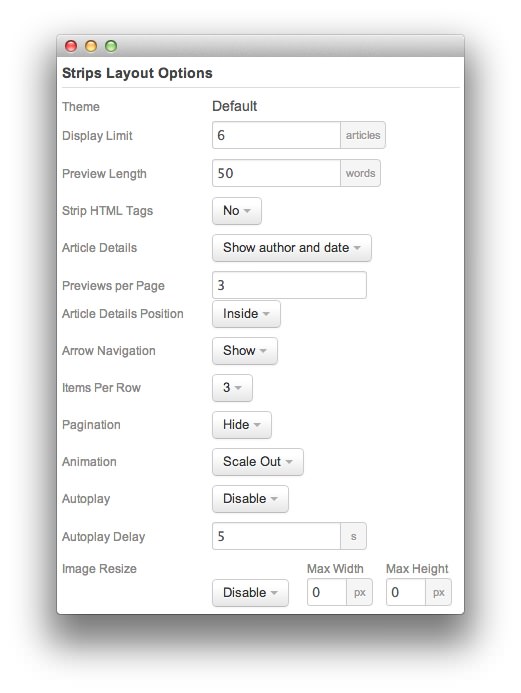 Strips Layout Options
Theme Default
Display Limit 6 articles
Preview Length 50 words
Strip HTML Tags No
Article Details Show author and date
Previews per Page 3
Article Details Position Inside
Arrow Navigation Show
Items Per Row 3
Pagination Hide
Animation Scale Out
Autoplay Disable
Autoplay Delay 5 s
Image Resize Max Width Max Height
Disable 0 px 0 px